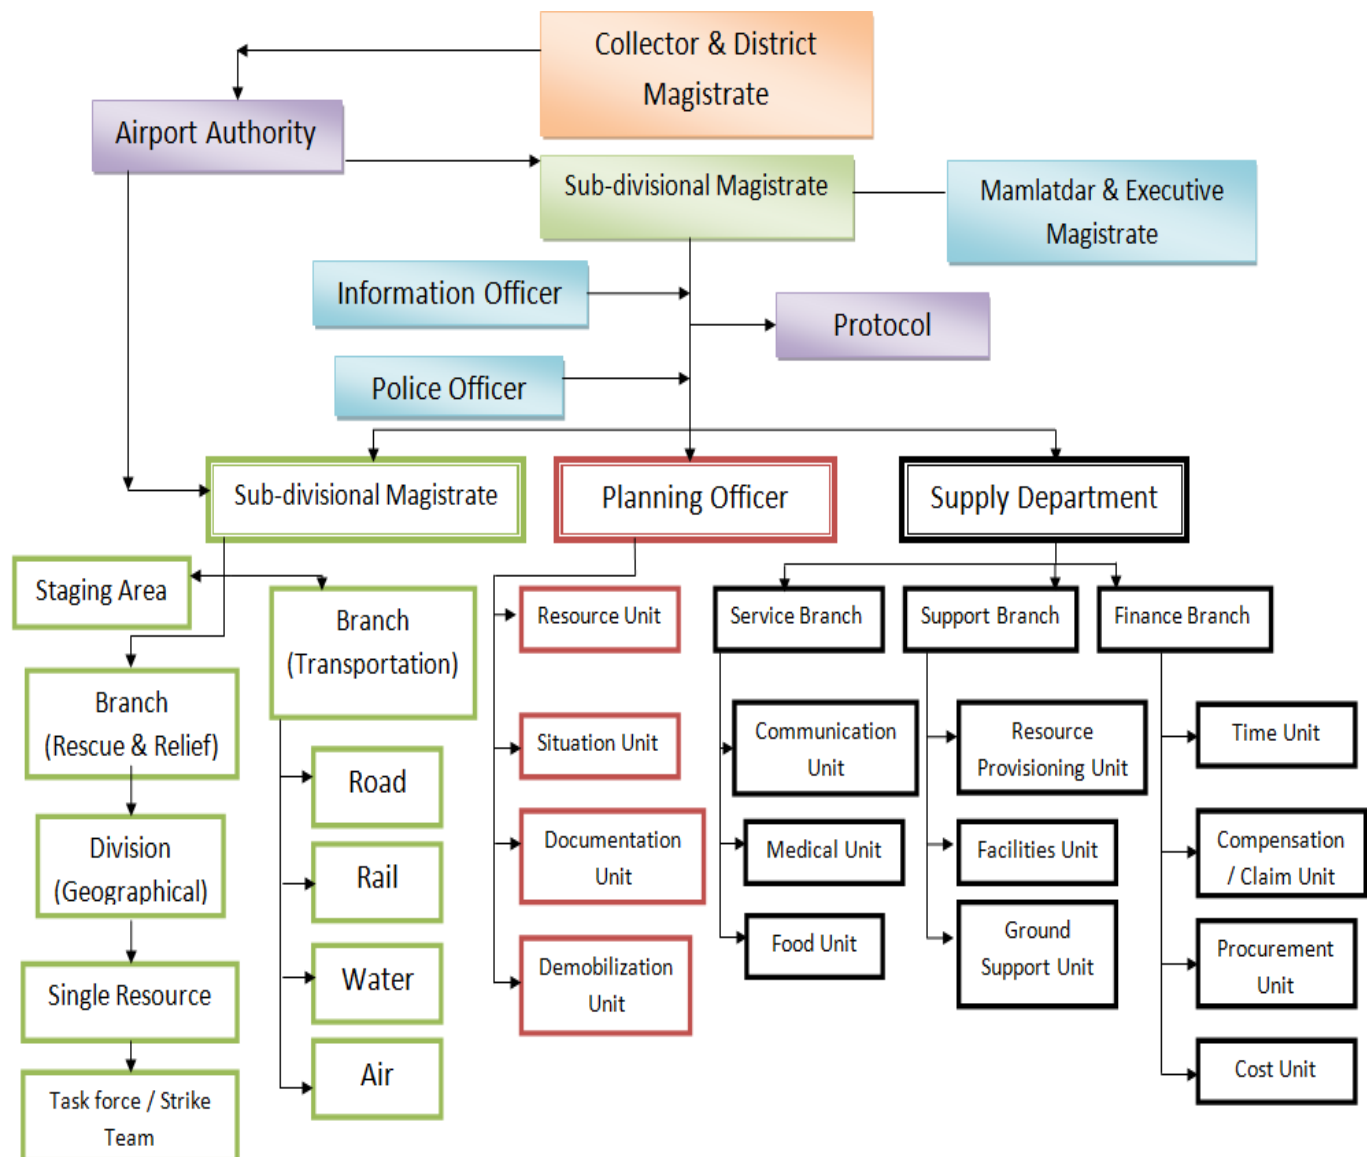 Collector & District
Magistrate
Airport Authority
Sub-divisional Magistrate
Mamlatdar & Executive
Magistrate
Information Officer
Protocol
Police Officer
Sub-divisional Magistrate
Planning Officer
Supply Department
Staging Area
Branch
(Transportation)
Resource Unit
Service Branch
Support Branch
Finance Branch
Branch
(Rescue & Relief)
Road
Situation Unit
Communication
Unit
Resource
Provisioning Unit
Time Unit
Division
(Geographical)
Rail
Documentation
Unit
Medical Unit
Facilities Unit
Compensation
/ Claim Unit
Single Resource
Water
Demobilization
Unit
Food Unit
Ground
Support Unit
Procurement
Unit
Task force / Strike
Team
Air
Cost Unit